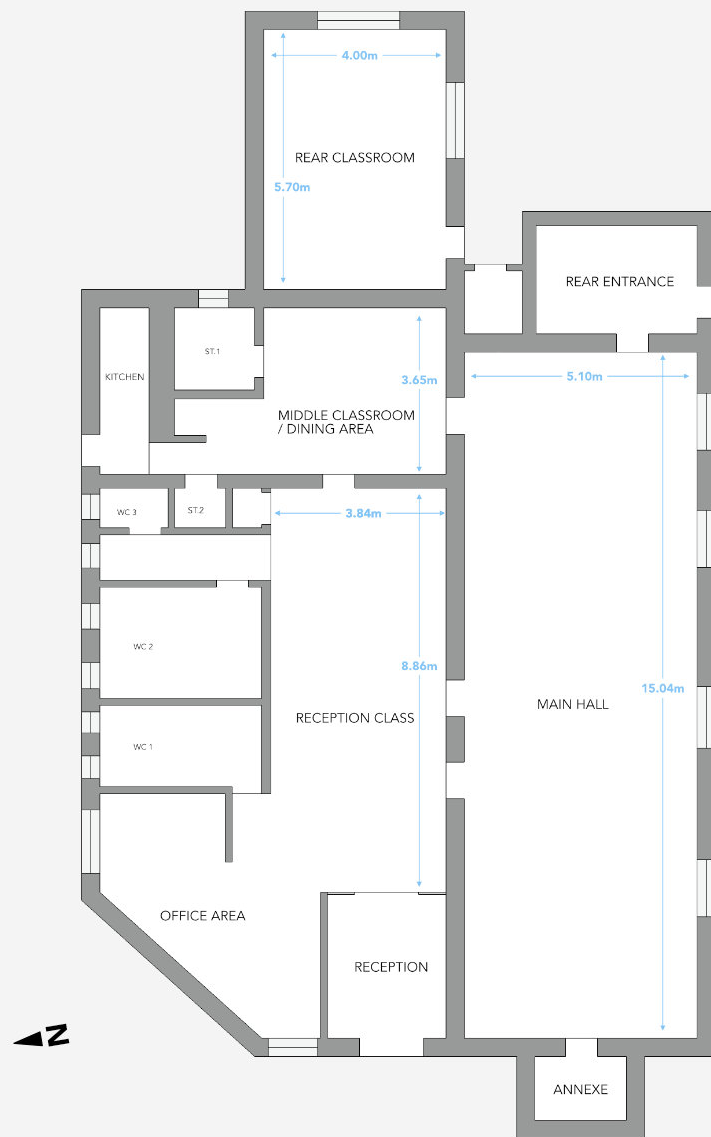 4.00m
REAR CLASSROOM
5.70m
REAR ENTRANCE
ST.1
KITCHEN
3.65m
5.10m
MIDDLE CLASSROOM
/ DINING AREA
WC 3
ST.2
3.84m
WC 2
8.86m
15.04m
MAIN HALL
RECEPTION CLASS
WC 1
OFFICE AREA
RECEPTION
N
ANNEXE